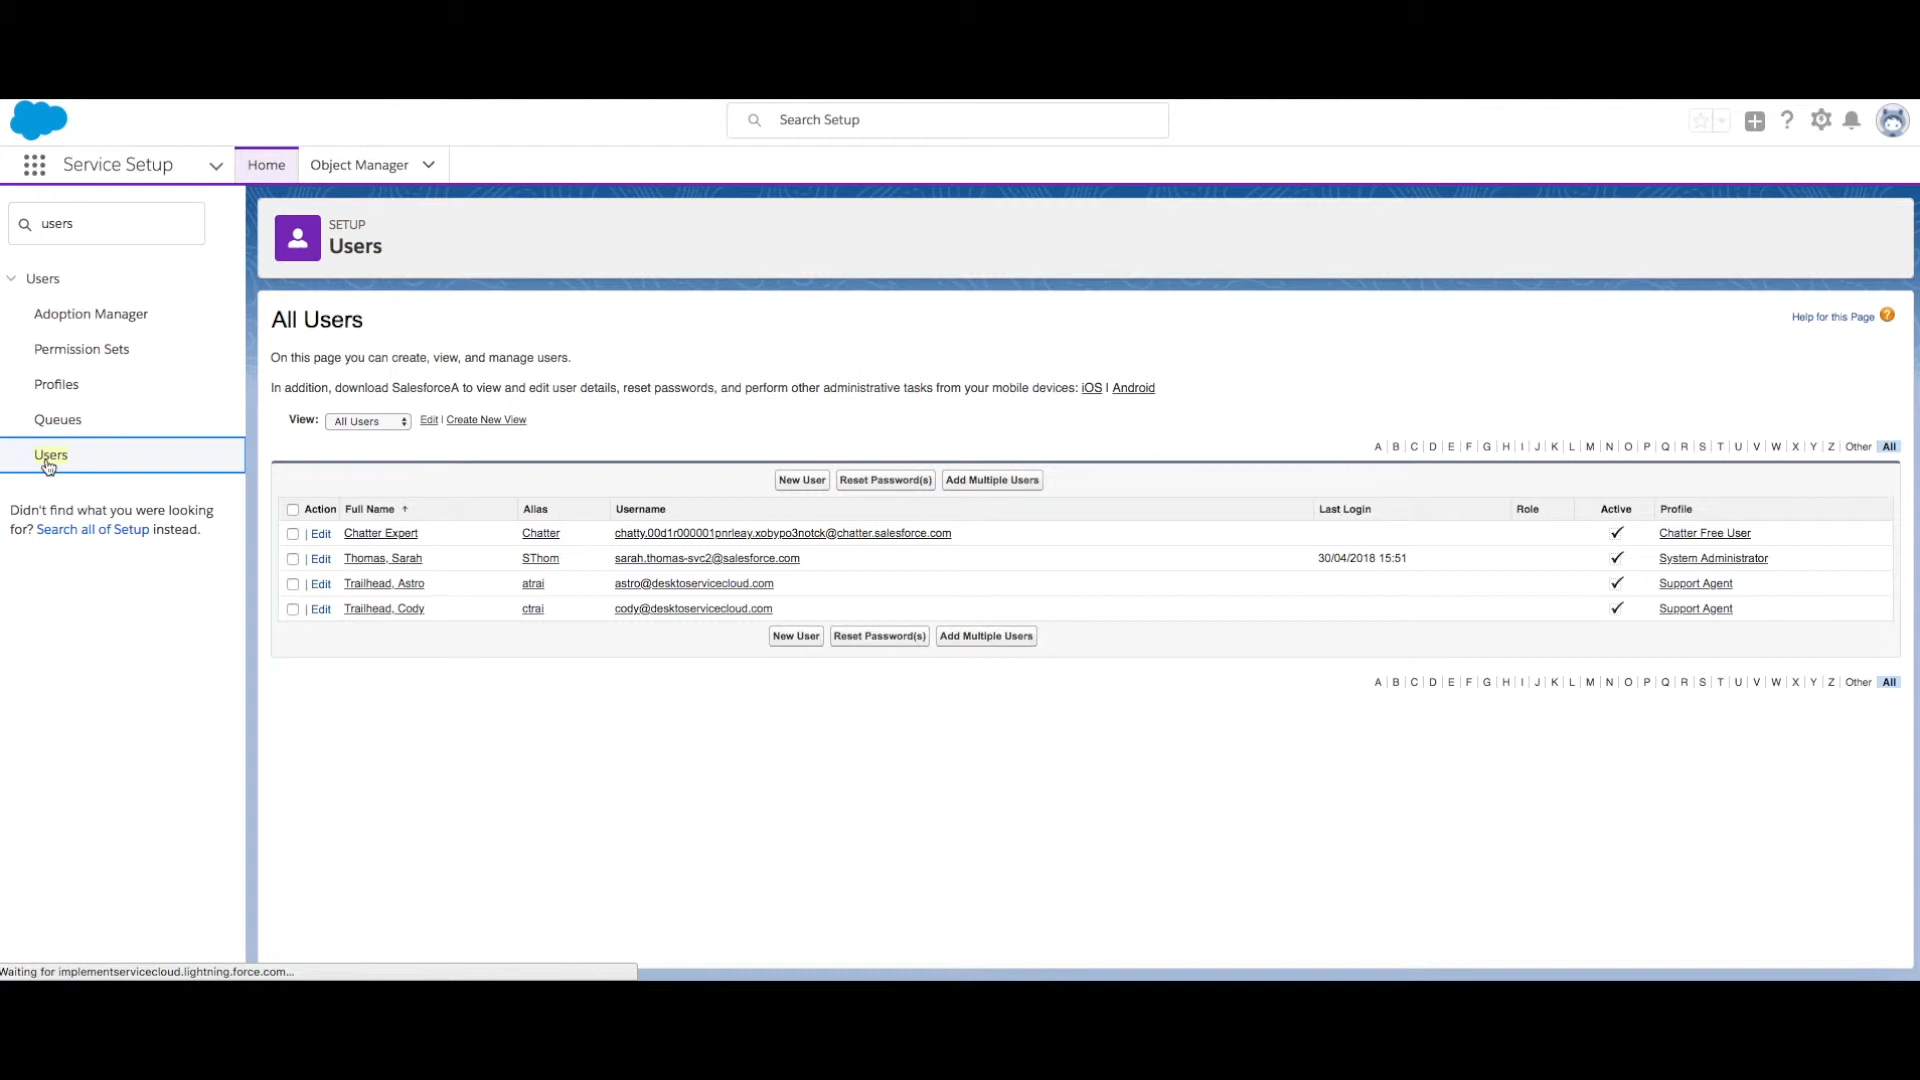 Search Setup
Service Setup
Home
Object Manager
users
Users
Adoption Manager
Permission Sets
Profiles
Queues
Users
Didn't find what you were looking
for? Search all of Setup instead.
SETUP
Users
All Users
Help for this Page
On this page you can create, view, and manage users.
In addition, download SalesforceA to view and edit user details, reset passwords, and perform other administrative tasks from your mobile devices: iOS | Android
View: All Users Edit | Create New View
A | B | C | D | E | F | G | H | I | J | K | L | M | N | O | P | Q | R | S | T | U | V | W | X | Y | Z | Other All
New User Reset Password(s) Add Multiple Users
Action Full Name ↑ Alias Username Last Login Role Active Profile
| Edit Chatter Expert Chatter chatty.00d1r000001pnrleay.xobypo3notck@chatter.salesforce.com ✓ Chatter Free User
| Edit Thomas, Sarah SThom sarah.thomas-svc2@salesforce.com 30/04/2018 15:51 ✓ System Administrator
| Edit Trailhead, Astro atrai astro@desktoservicecloud.com ✓ Support Agent
| Edit Trailhead, Cody ctrai cody@desktoservicecloud.com ✓ Support Agent
New User Reset Password(s) Add Multiple Users
A | B | C | D | E | F | G | H | I | J | K | L | M | N | O | P | Q | R | S | T | U | V | W | X | Y | Z | Other All
Waiting for implementservicecloud.lightning.force.com...